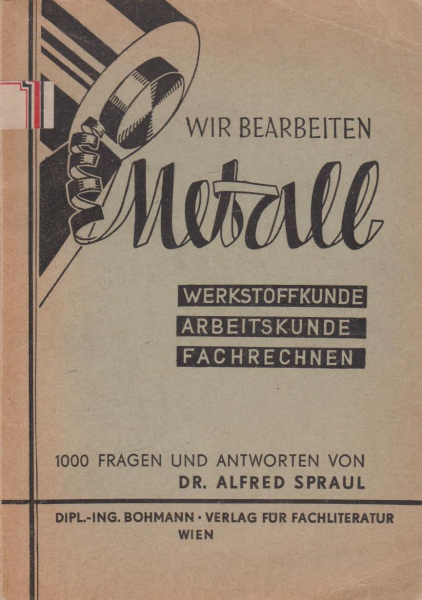 WIR BEARBEITEN
Metall
WERKSTOFFKUNDE
ARBEITSKUNDE
FACHRECHNEN
1000 FRAGEN UND ANTWORTEN VON
DR. ALFRED SPRAUL
DIPL.-ING. BOHMANN · VERLAG FÜR FACHLITERATUR
WIEN